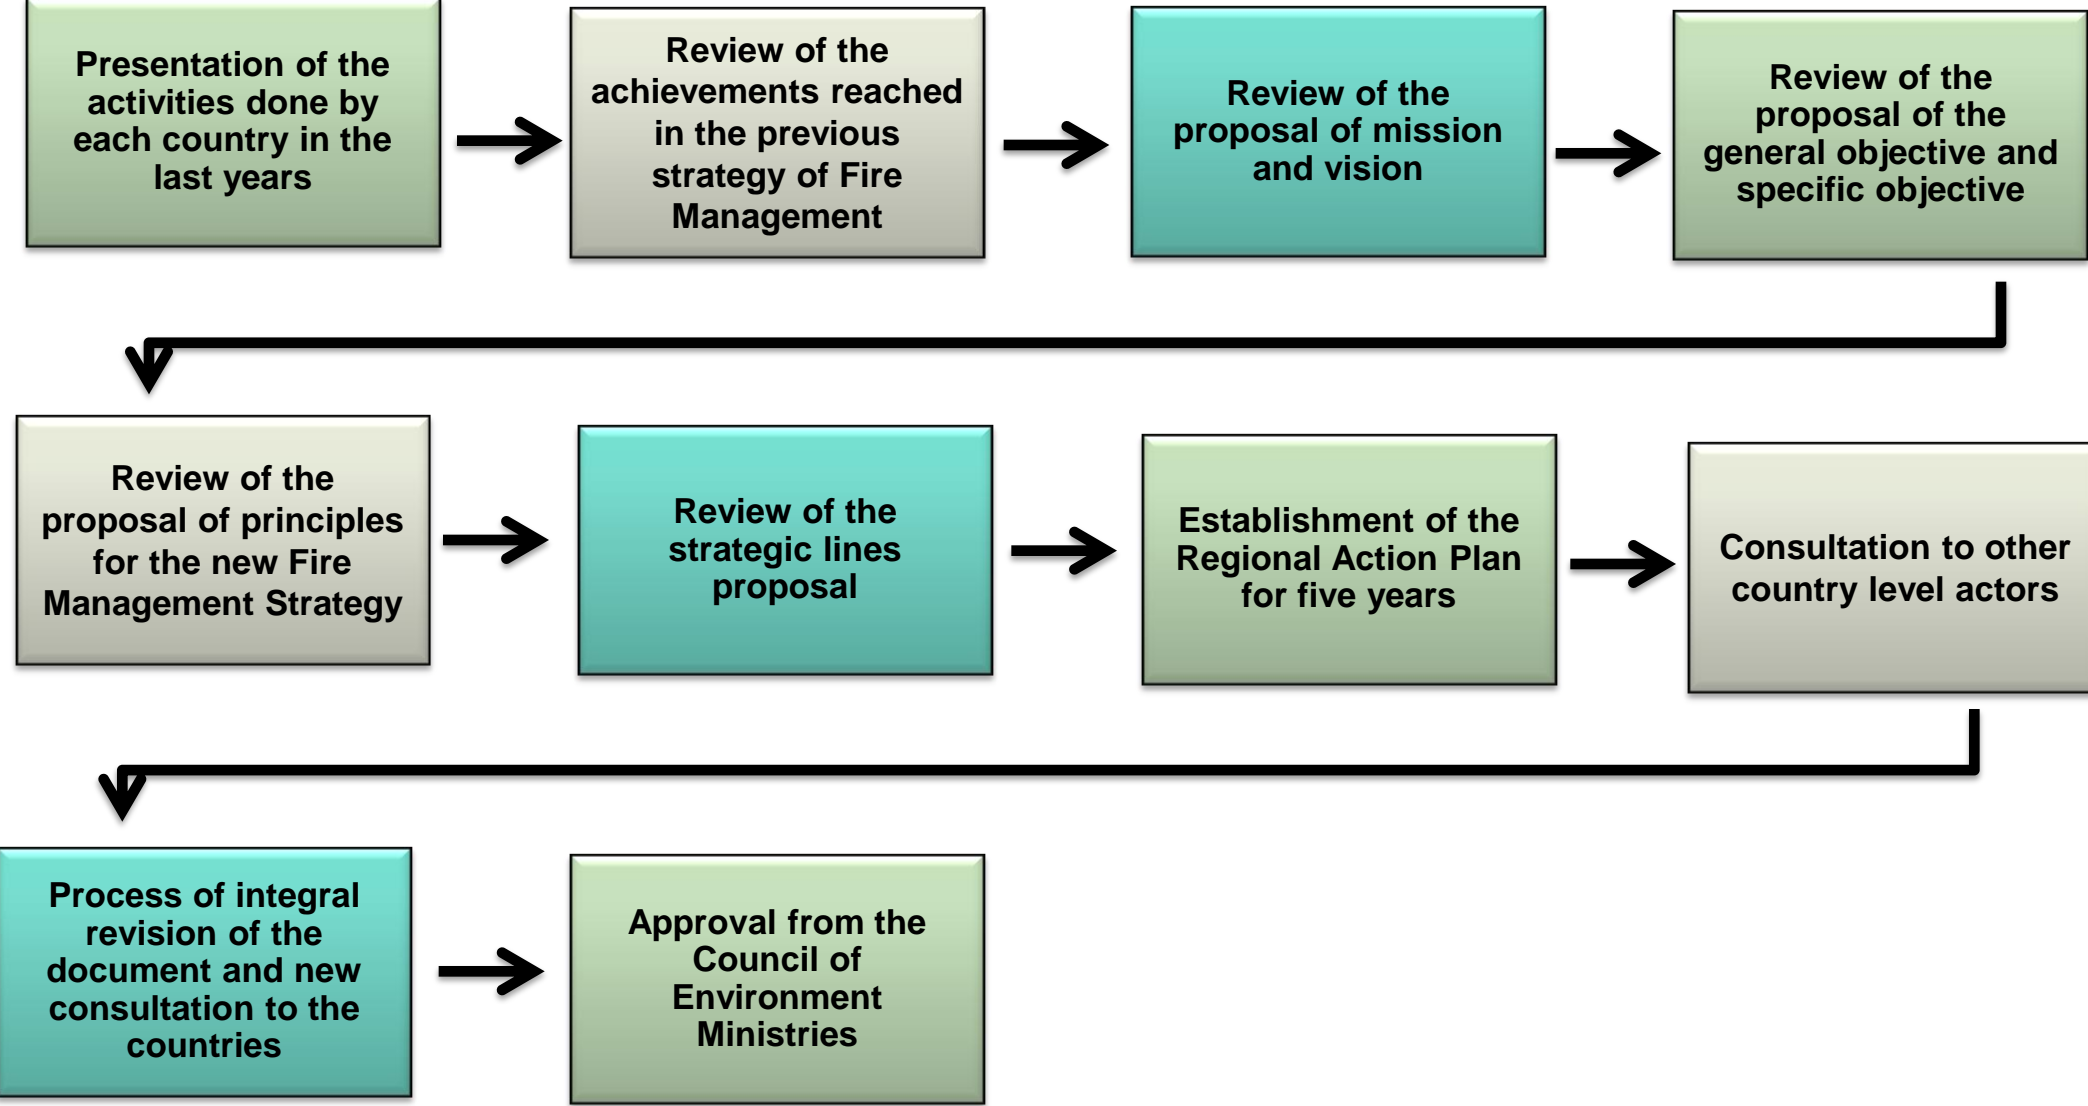 Presentation of the
activities done by
each country in the
last years
Review of the
achievements reached
in the previous
strategy of Fire
Management
Review of the
proposal of mission
and vision
Review of the
proposal of the
general objective and
specific objective
Review of the
proposal of principles
for the new Fire
Management Strategy
Review of the
strategic lines
proposal
Establishment of the
Regional Action Plan
for five years
Consultation to other
country level actors
Process of integral
revision of the
document and new
consultation to the
countries
Approval from the
Council of
Environment
Ministries